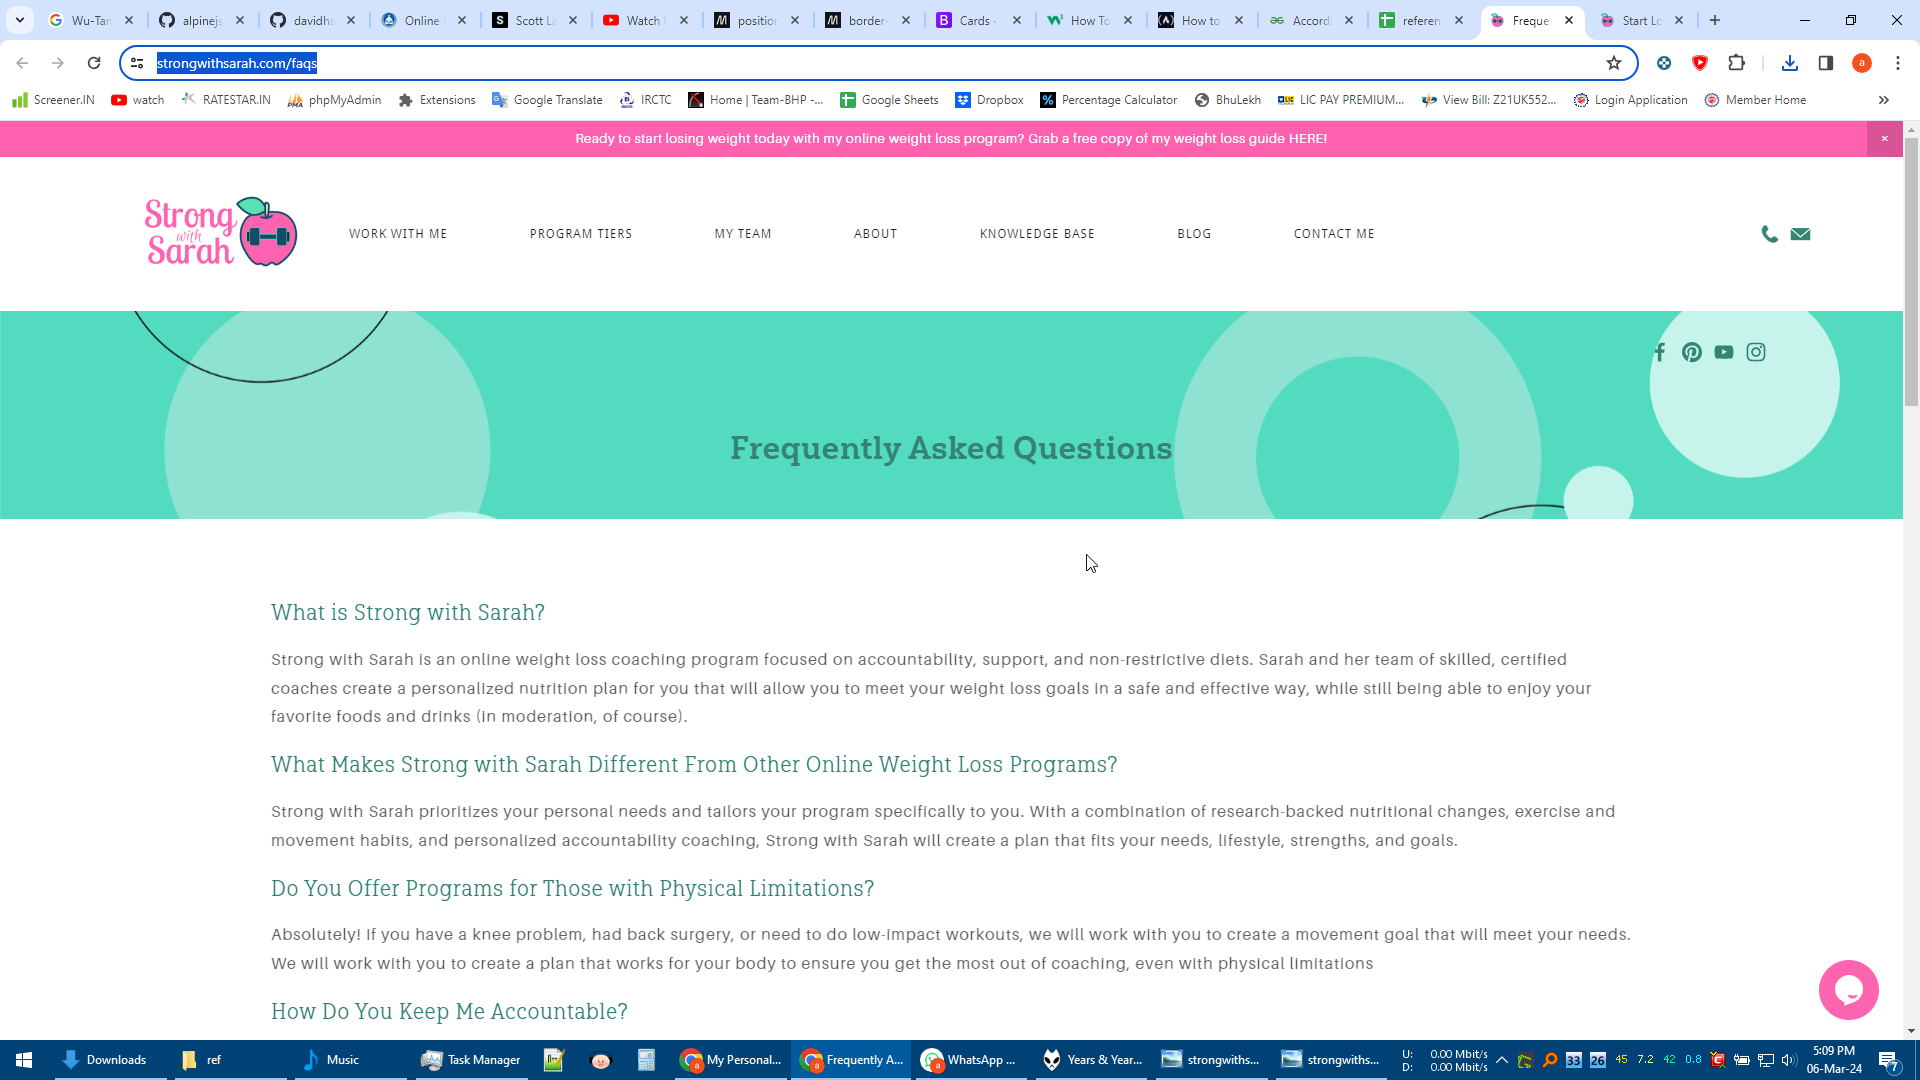 Wu-Tan
alpinejs
davidha
Online
Scott La
Watch
position
border-
Cards
How To
How to
Accordi
referen
Freque
Start Lo
strongwithsarah.com/faqs
a
Screener.IN
watch
RATESTAR.IN
phpMyAdmin
Extensions
Google Translate
IRCTC
Home | Team-BHP -...
Google Sheets
Dropbox
Percentage Calculator
BhuLekh
LIC PAY PREMIUM...
View Bill: Z21UK552...
Login Application
Member Home
Ready to start losing weight today with my online weight loss program? Grab a free copy of my weight loss guide HERE!
Strong
with
Sarah
WORK WITH ME
PROGRAM TIERS
MY TEAM
ABOUT
KNOWLEDGE BASE
BLOG
CONTACT ME
Frequently Asked Questions
What is Strong with Sarah?
Strong with Sarah is an online weight loss coaching program focused on accountability, support, and non-restrictive diets. Sarah and her team of skilled, certified
coaches create a personalized nutrition plan for you that will allow you to meet your weight loss goals in a safe and effective way, while still being able to enjoy your
favorite foods and drinks (in moderation, of course).
What Makes Strong with Sarah Different From Other Online Weight Loss Programs?
Strong with Sarah prioritizes your personal needs and tailors your program specifically to you. With a combination of research-backed nutritional changes, exercise and
movement habits, and personalized accountability coaching, Strong with Sarah will create a plan that fits your needs, lifestyle, strengths, and goals.
Do You Offer Programs for Those with Physical Limitations?
Absolutely! If you have a knee problem, had back surgery, or need to do low-impact workouts, we will work with you to create a movement goal that will meet your needs.
We will work with you to create a plan that works for your body to ensure you get the most out of coaching, even with physical limitations
How Do You Keep Me Accountable?
Downloads
ref
Music
Task Manager
My Personal...
Frequently A...
WhatsApp ...
Years & Year...
strongwiths...
strongwiths...
U: 0.00 Mbit/s
D: 0.00 Mbit/s
33
26
45
7.2
42
0.8
5:09 PM
06-Mar-24
7